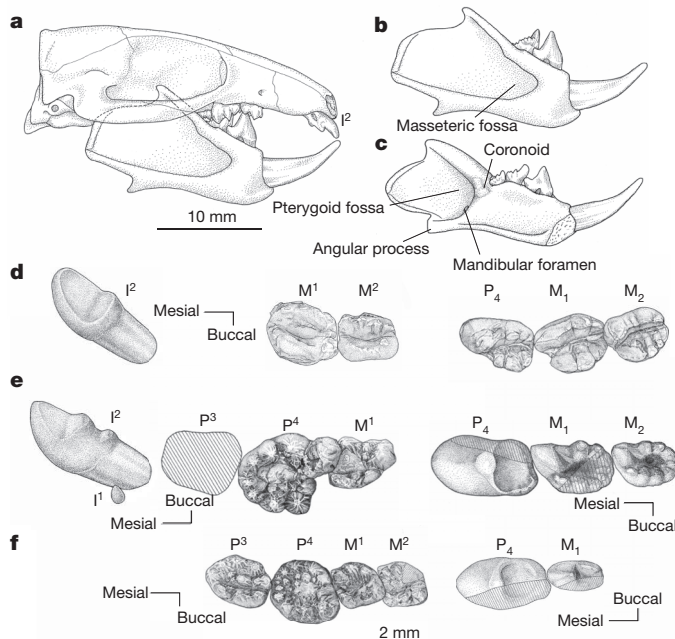 a
I²
10 mm
b
Masseteric fossa
c
Coronoid
Pterygoid fossa
Angular process
Mandibular foramen
d
I²
Mesial
Buccal
M¹ M²
P₄ M₁ M₂
e
I²
I¹
P³ P⁴ M¹
Buccal
Mesial
P₄ M₁ M₂
Mesial
Buccal
f
Mesial
Buccal
P³ P⁴ M¹ M²
2 mm
P₄ M₁
Buccal
Mesial